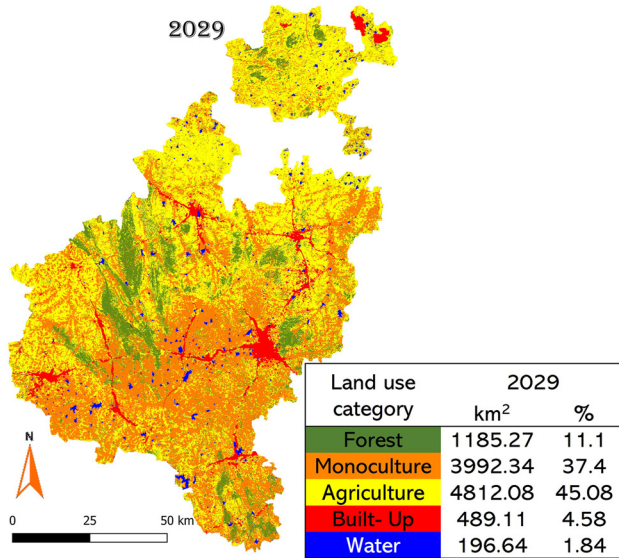 2029
Land use category 2029
km² %
Forest 1185.27 11.1
Monoculture 3992.34 37.4
Agriculture 4812.08 45.08
Built- Up 489.11 4.58
Water 196.64 1.84
N
0 25 50 km